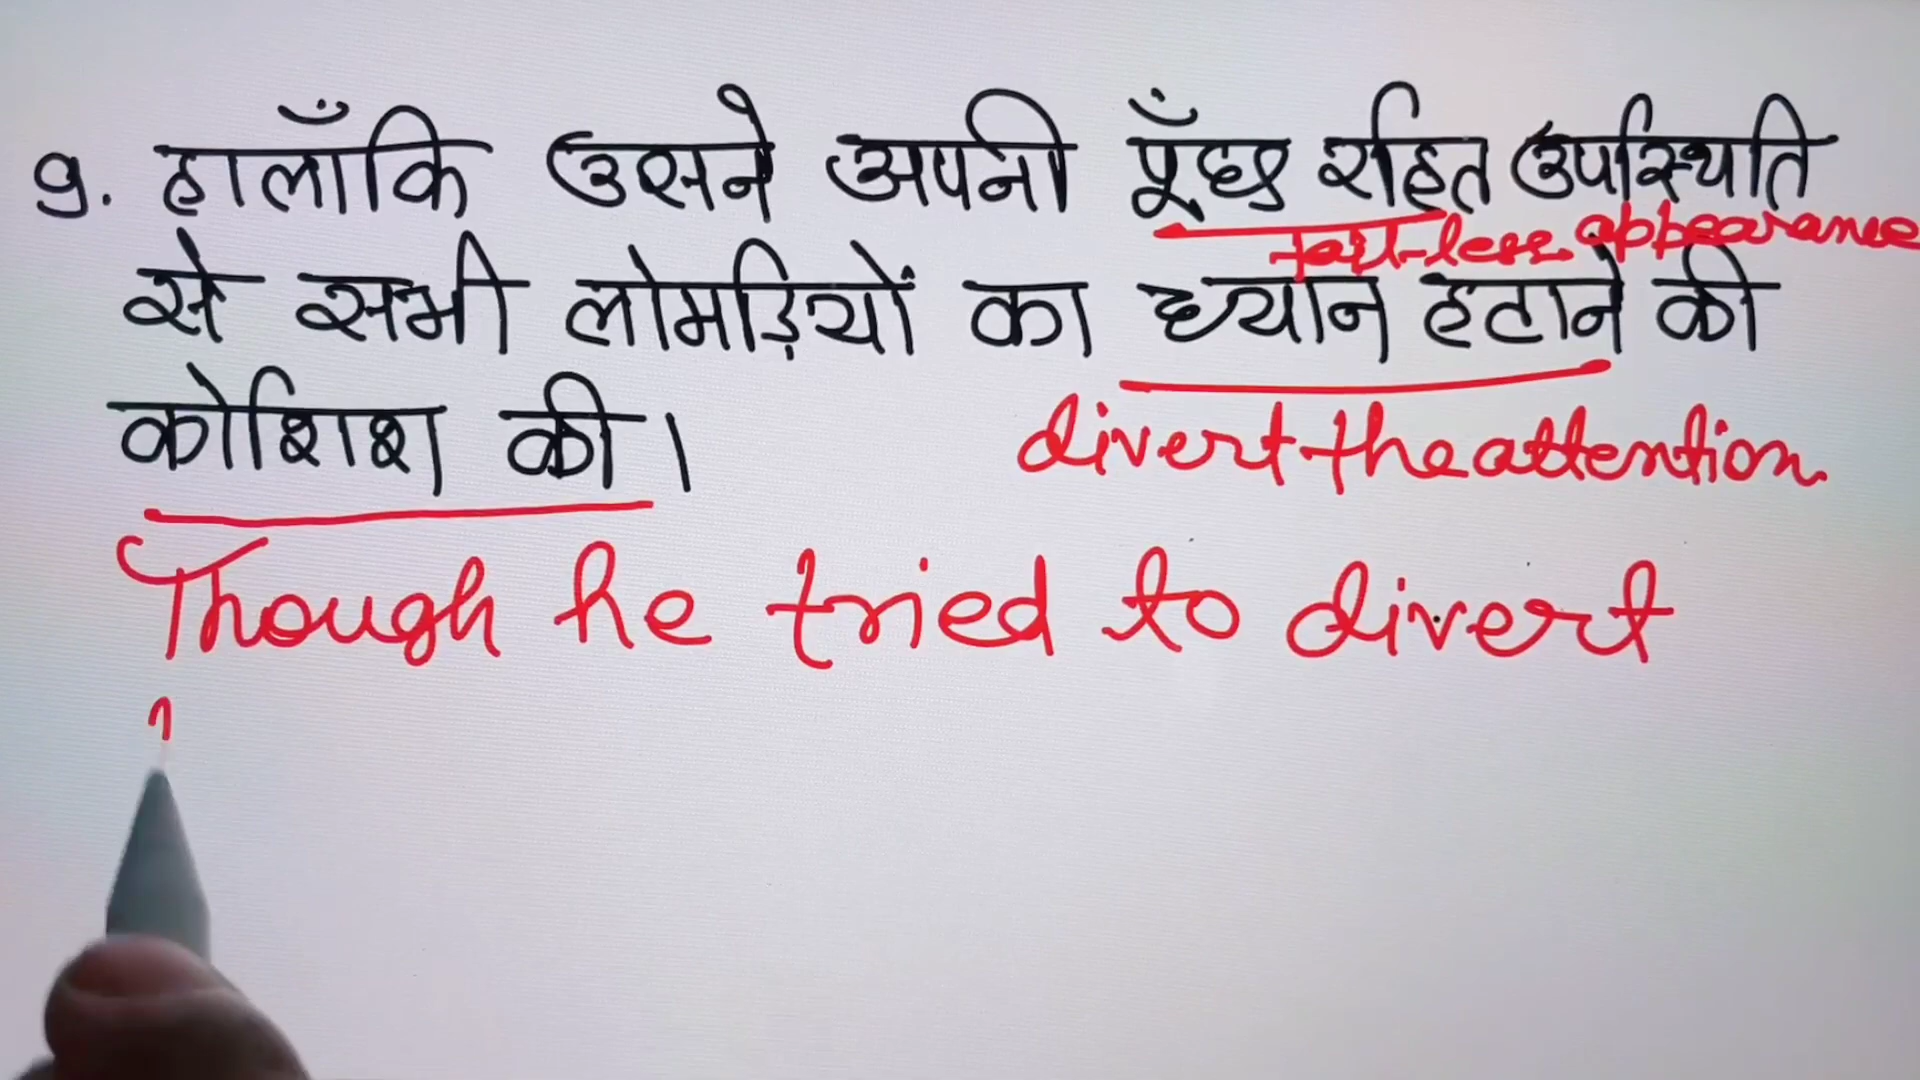 9. हालाँकि उसने अपनी पूँछ रहित उपस्थिति
tail-less appearance
से सभी लोमड़ियों का ध्यान हटाने की
कोशिश की।
divert the attention
Though he tried to divert